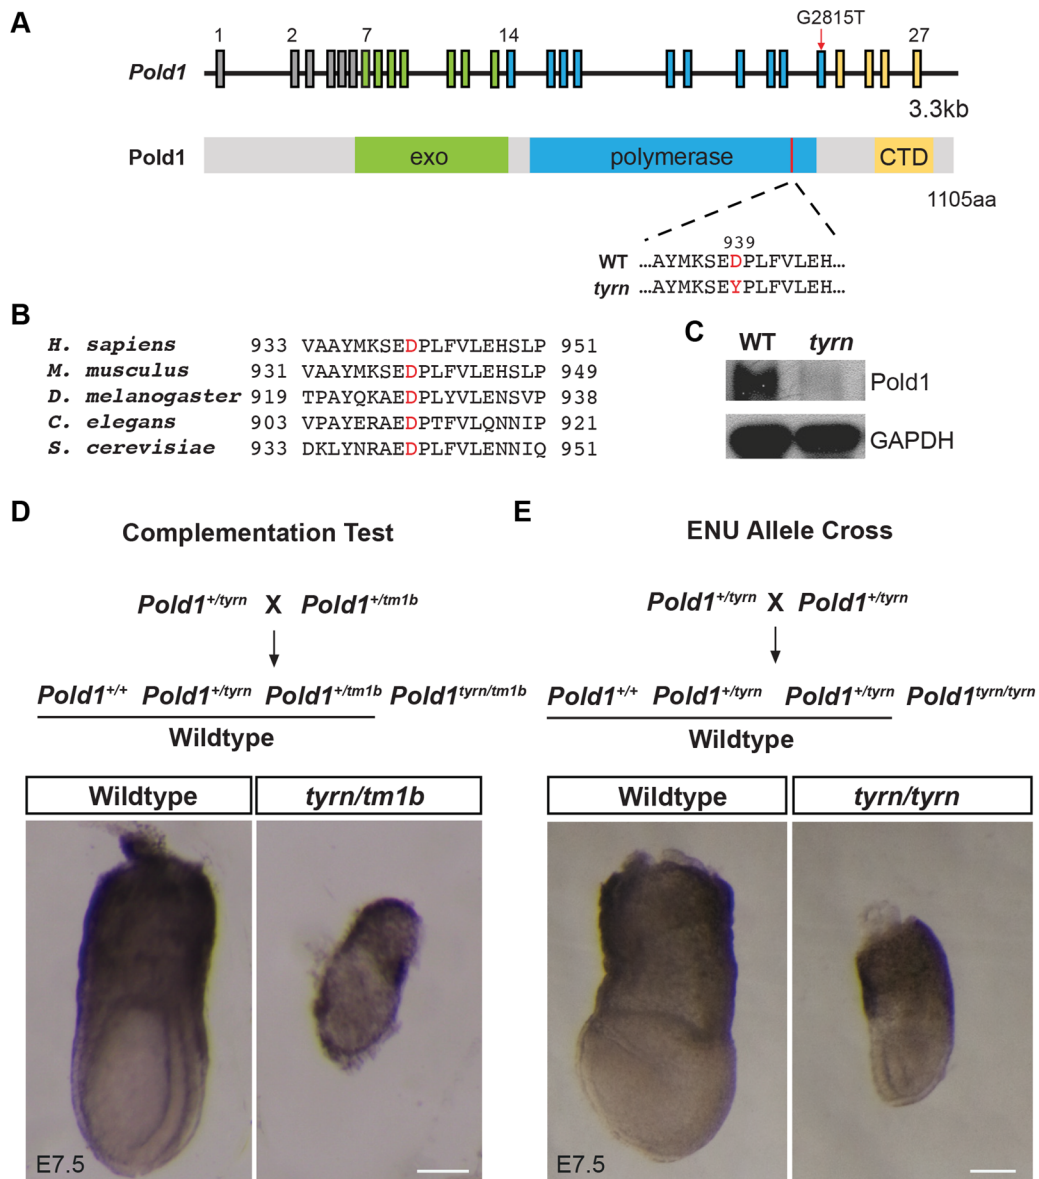 A
G2815T
1 2 7 14 27
Pold1
3.3kb
Pold1 exo polymerase CTD
1105aa
939
WT ...AYMKSEDPLFVLEH...
tyrn ...AYMKSEYPLFVLEH...
B
H. sapiens 933 VAAYMKSEDPLFVLEHSLP 951
M. musculus 931 VAAYMKSEDPLFVLEHSLP 949
D. melanogaster 919 TPAYQKAEDPLYVLENSVP 938
C. elegans 903 VPAYERAEDPTFVLQNNIP 921
S. cerevisiae 933 DKLYNRAEDPLFVLENNIQ 951
C
WT tyrn
Pold1
GAPDH
D
Complementation Test
Pold1+/tyrn X Pold1+/tm1b
Pold1+/+ Pold1+/tyrn Pold1+/tm1b Pold1tyrn/tm1b
Wildtype
Wildtype tyrn/tm1b
E7.5
E
ENU Allele Cross
Pold1+/tyrn X Pold1+/tyrn
Pold1+/+ Pold1+/tyrn Pold1+/tyrn Pold1tyrn/tyrn
Wildtype
Wildtype tyrn/tyrn
E7.5